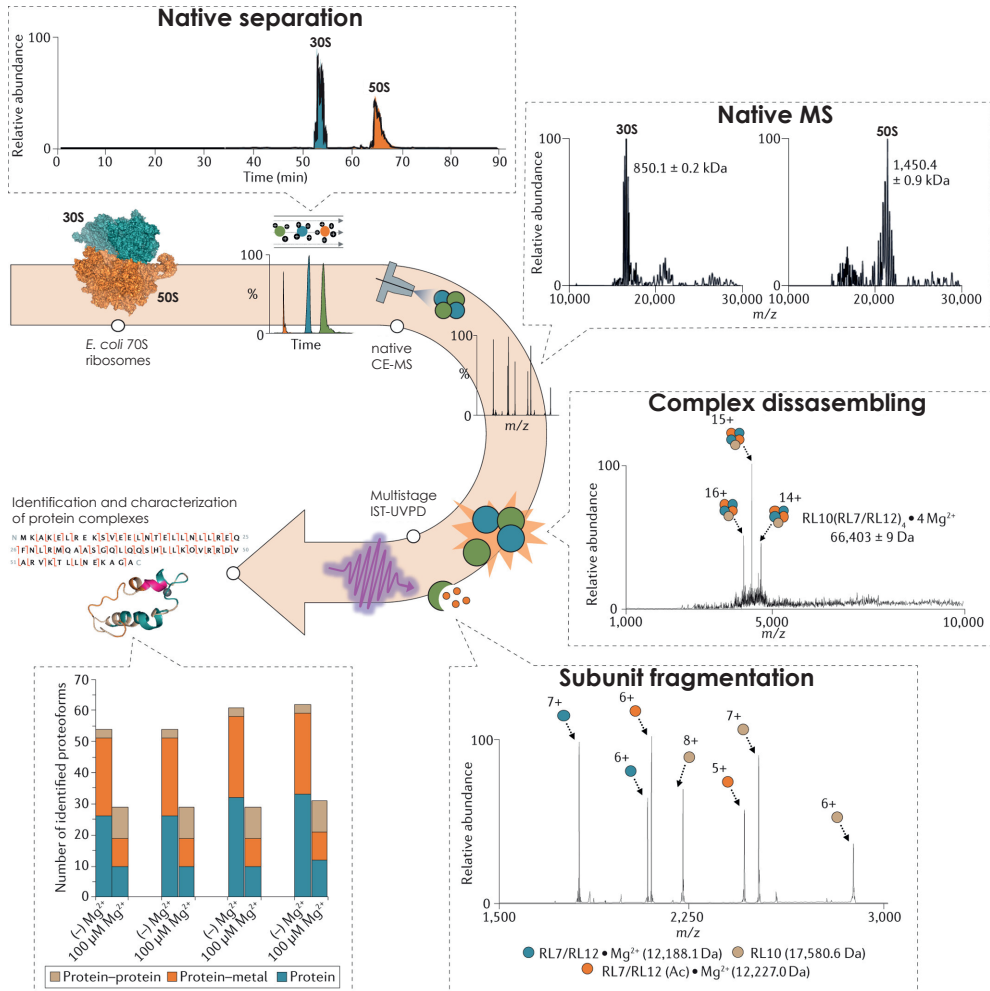 Native separation
Relative abundance
100
0
30S
50S
0 10 20 30 40 50 60 70 80 90
Time (min)
Native MS
Relative abundance
100
0
30S
850.1 ± 0.2 kDa
10,000 20,000 30,000
100
0
50S
1,450.4
± 0.9 kDa
10,000 20,000 30,000
m/z
30S
50S
E. coli 70S
ribosomes
100
%
0
Time
native
CE-MS
100
%
0
m/z
Complex dissasembling
Relative abundance
100
0
15+
16+
14+
RL10(RL7/RL12)₄ • 4 Mg²⁺
66,403 ± 9 Da
1,000 5,000 10,000
m/z
Multistage
IST-UVPD
Identification and characterization
of protein complexes
N M K A K E L R E K S V E E L N T E L L N L L R E Q 25
26 F N L R M Q A A S G Q L Q Q S H L L K Q V R R D V 50
51 A R V K T L L N E K A G A C
Number of identified proteoforms
70
60
50
40
30
20
10
0
(−) Mg²⁺
100 µM Mg²⁺
(−) Mg²⁺
100 µM Mg²⁺
(−) Mg²⁺
100 µM Mg²⁺
(−) Mg²⁺
100 µM Mg²⁺
Protein–protein Protein–metal Protein
Subunit fragmentation
Relative abundance
100
0
7+
6+
6+
8+
5+
7+
6+
1,500 2,250 3,000
m/z
RL7/RL12 • Mg²⁺ (12,188.1 Da) RL10 (17,580.6 Da)
RL7/RL12 (Ac) • Mg²⁺ (12,227.0 Da)